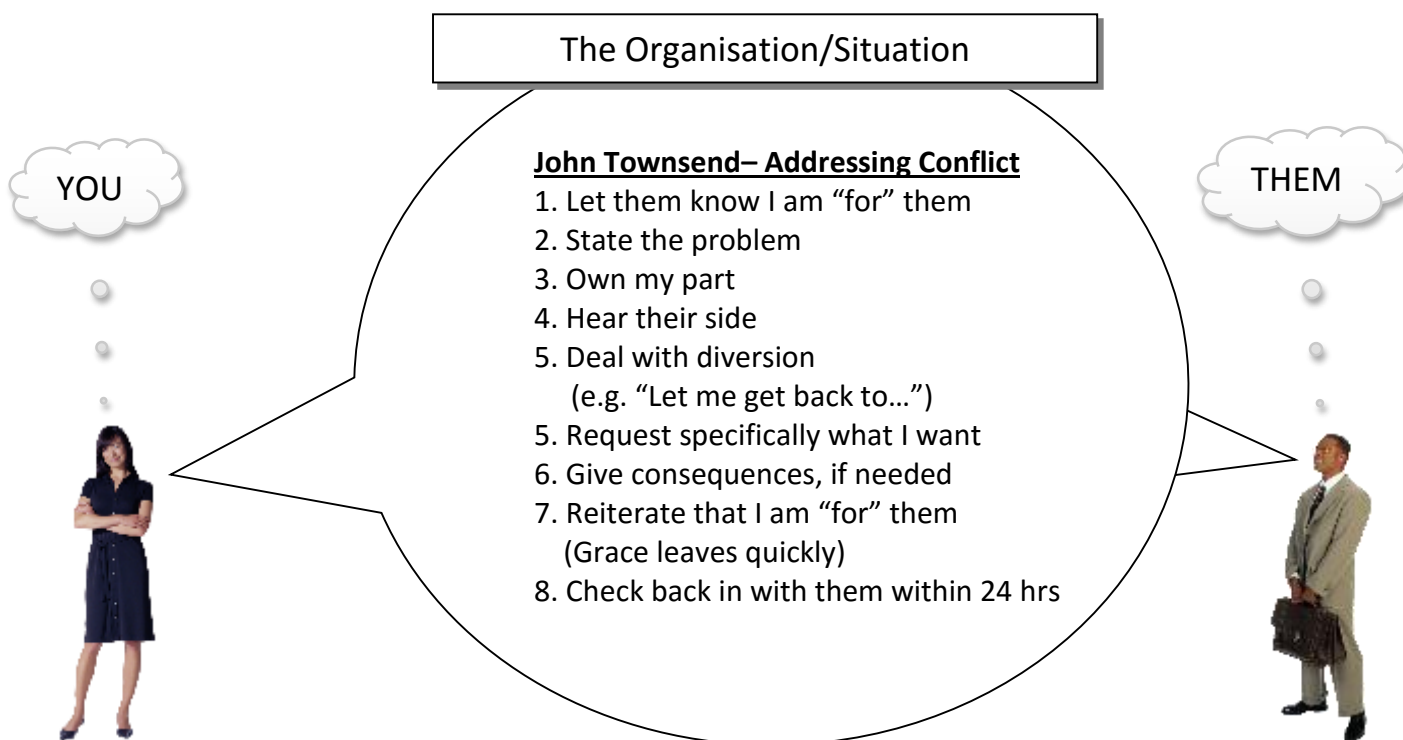 The Organisation/Situation
YOU
THEM
John Townsend– Addressing Conflict
1. Let them know I am “for” them
2. State the problem
3. Own my part
4. Hear their side
5. Deal with diversion
(e.g. “Let me get back to…”)
5. Request specifically what I want
6. Give consequences, if needed
7. Reiterate that I am “for” them
(Grace leaves quickly)
8. Check back in with them within 24 hrs